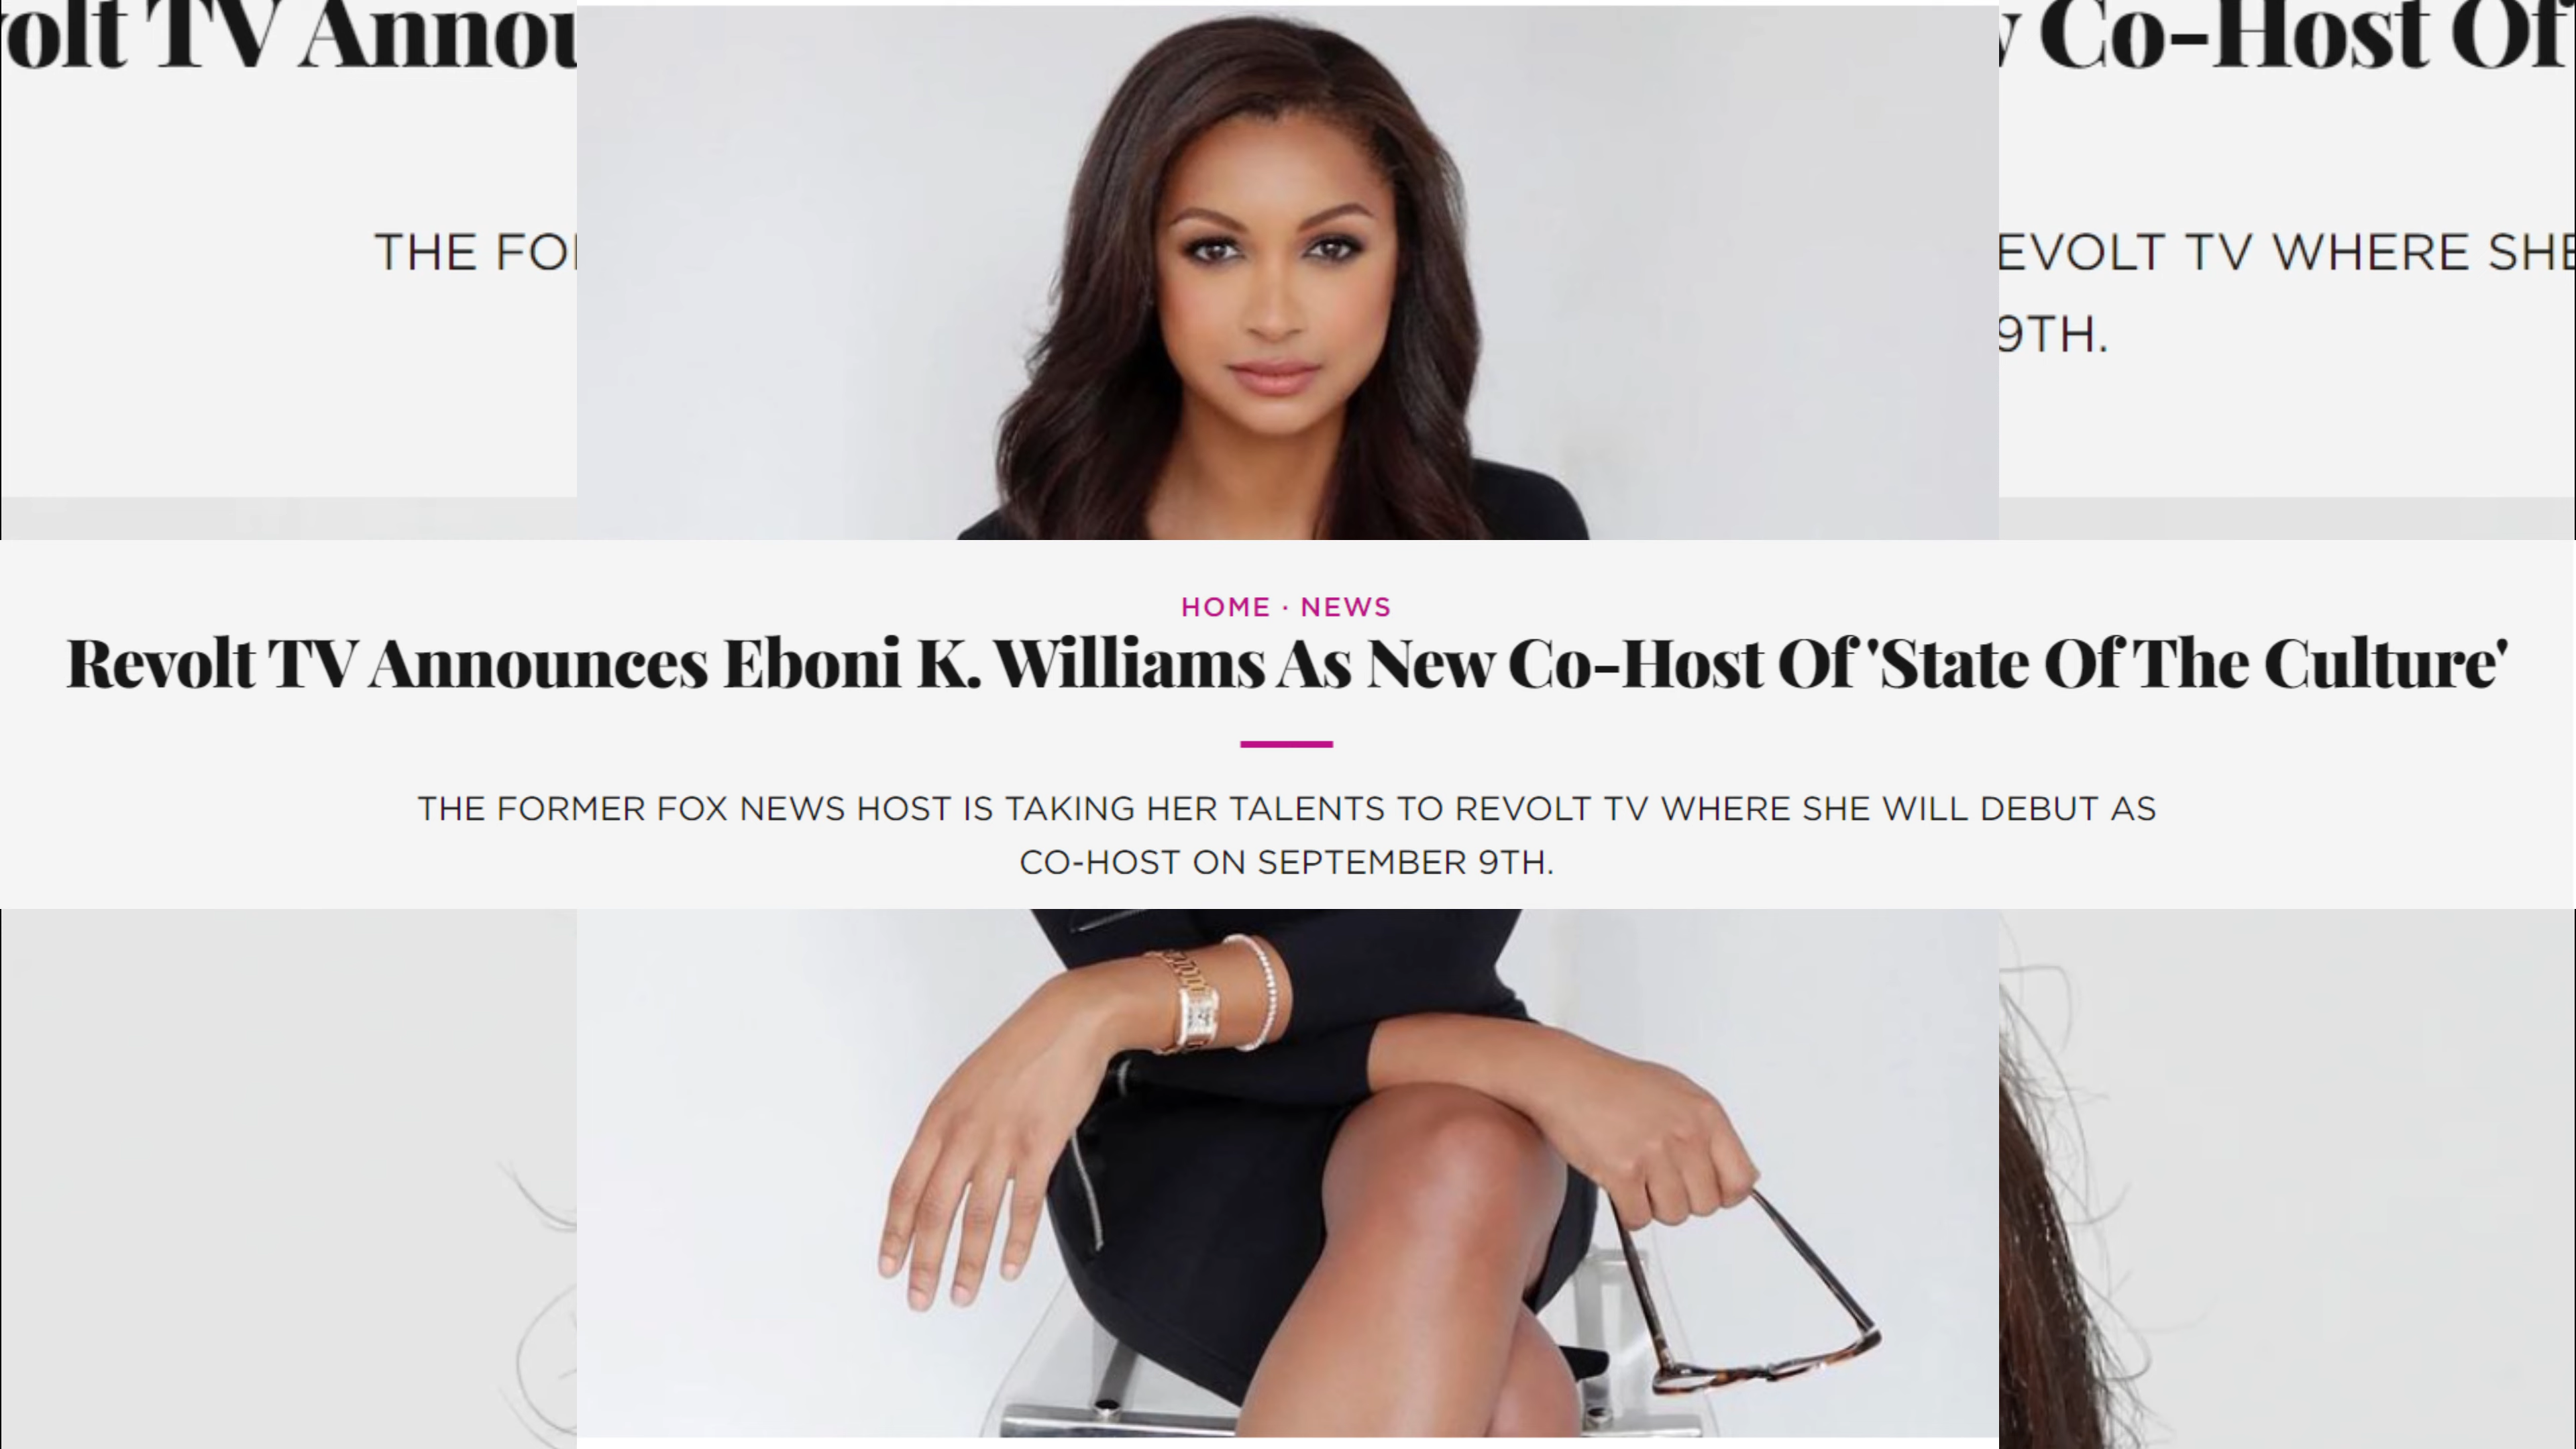 olt TV Annou
Co-Host Of
THE FO
EVOLT TV WHERE SHE
9TH.
HOME · NEWS
Revolt TV Announces Eboni K. Williams As New Co-Host Of 'State Of The Culture'
THE FORMER FOX NEWS HOST IS TAKING HER TALENTS TO REVOLT TV WHERE SHE WILL DEBUT AS
CO-HOST ON SEPTEMBER 9TH.